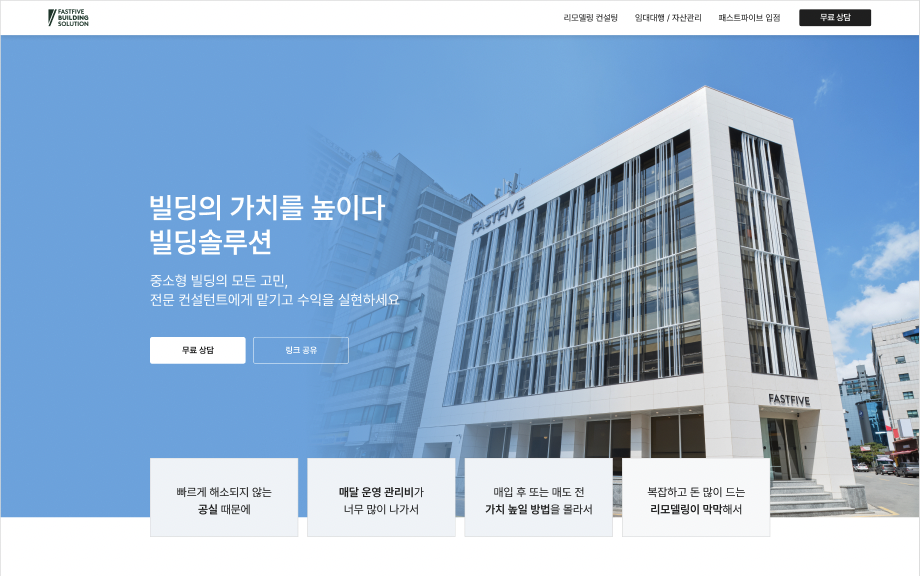 FASTFIVE
BUILDING
SOLUTION
리모델링 컨설팅
임대대행 / 자산관리
패스트파이브 입점
무료 상담
빌딩의 가치를 높이다
빌딩솔루션
중소형 빌딩의 모든 고민,
전문 컨설턴트에게 맡기고 수익을 실현하세요
무료 상담
링크 공유
FASTFIVE
FASTFIVE
빠르게 해소되지 않는
공실 때문에
매달 운영 관리비가
너무 많이 나가서
매입 후 또는 매도 전
가치 높일 방법을 몰라서
복잡하고 돈 많이 드는
리모델링이 막막해서